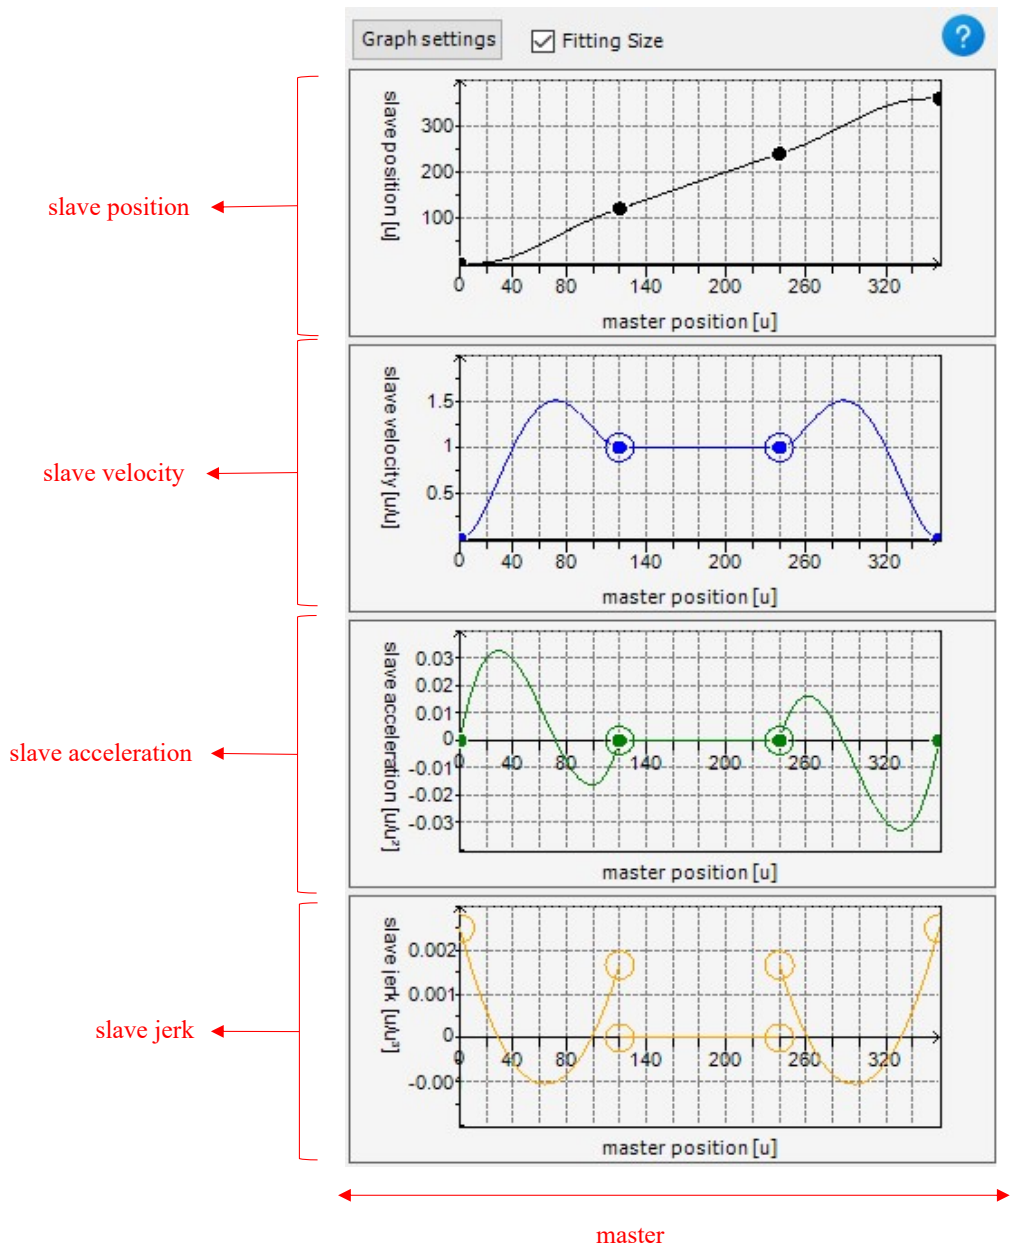 Graph settings
Fitting Size
?
slave position
slave position [u]
300
200
100
0 40 80 140 200 260 320
master position [u]
slave velocity
slave velocity [u/u]
1.5
1
0.5
0 40 80 140 200 260 320
master position [u]
slave acceleration
slave acceleration [u/u²]
0.03
0.02
0.01
0
-0.01
-0.02
-0.03
40 80 140 200 260 320
master position [u]
slave jerk
slave jerk [u/u³]
0.002
0.001
0
-0.00
0 40 80 140 200 260 320
master position [u]
master